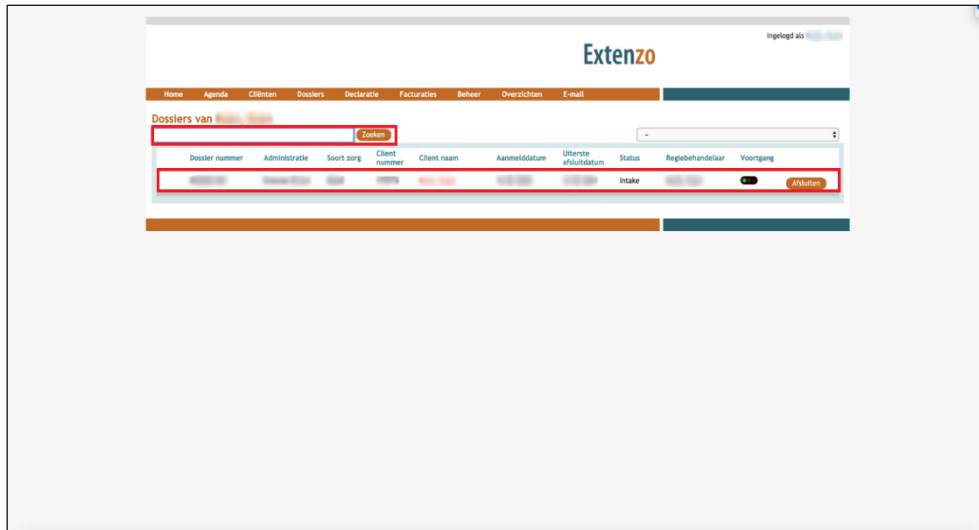 Ingelogd als
Extenzo
Home Agenda Cliënten Dossiers Declaratie Facturaties Beheer Overzichten E-mail
Dossiers van
Zoeken
-
Dossier nummer Administratie Soort zorg Client nummer Client naam Aanmelddatum Uiterste afsluitdatum Status Regiebehandelaar Voortgang
Intake Afsluiten